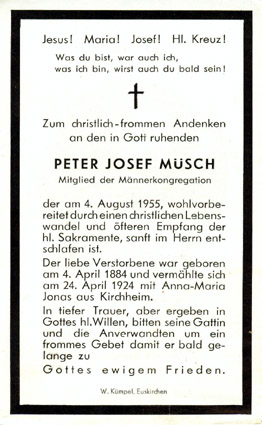 Jesus! Maria! Josef! Hl. Kreuz!
Was du bist, war auch ich,
was ich bin, wirst auch du bald sein!
Zum christlich-frommen Andenken
an den in Gott ruhenden
PETER JOSEF MÜSCH
Mitglied der Männerkongregation
der am 4. August 1955, wohlvorbe-
reitet durch einen christlichen Lebens-
wandel und öfteren Empfang der
hl. Sakramente, sanft im Herrn ent-
schlafen ist.
Der liebe Verstorbene war geboren
am 4. April 1884 und vermählte sich
am 24. April 1924 mit Anna-Maria
Jonas aus Kirchheim.
In tiefer Trauer, aber ergeben in
Gottes hl. Willen, bitten seine Gattin
und die Anverwandten um ein
frommes Gebet damit er bald ge-
lange zu
Gottes ewigem Frieden.
W. Kümpel, Euskirchen